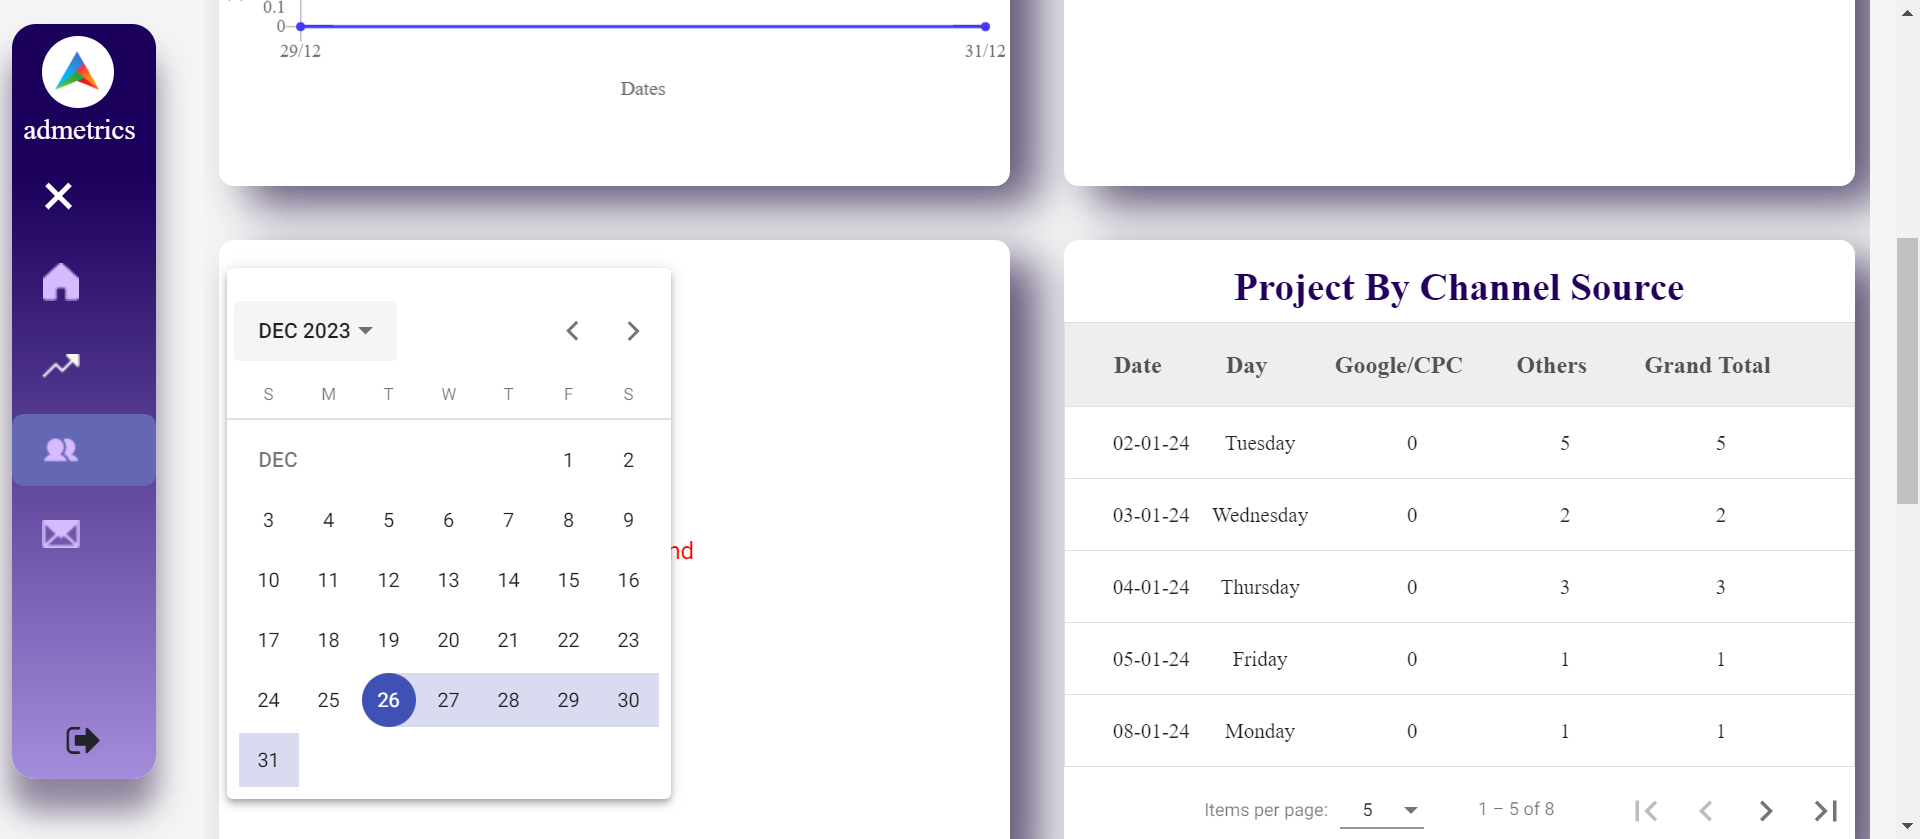 0.1
0
29/12
31/12
Dates
admetrics
DEC 2023
S M T W T F S
DEC 1 2
3 4 5 6 7 8 9
10 11 12 13 14 15 16
17 18 19 20 21 22 23
24 25 26 27 28 29 30
31
nd
Project By Channel Source
Date Day Google/CPC Others Grand Total
02-01-24 Tuesday 0 5 5
03-01-24 Wednesday 0 2 2
04-01-24 Thursday 0 3 3
05-01-24 Friday 0 1 1
08-01-24 Monday 0 1 1
Items per page: 5 1 – 5 of 8